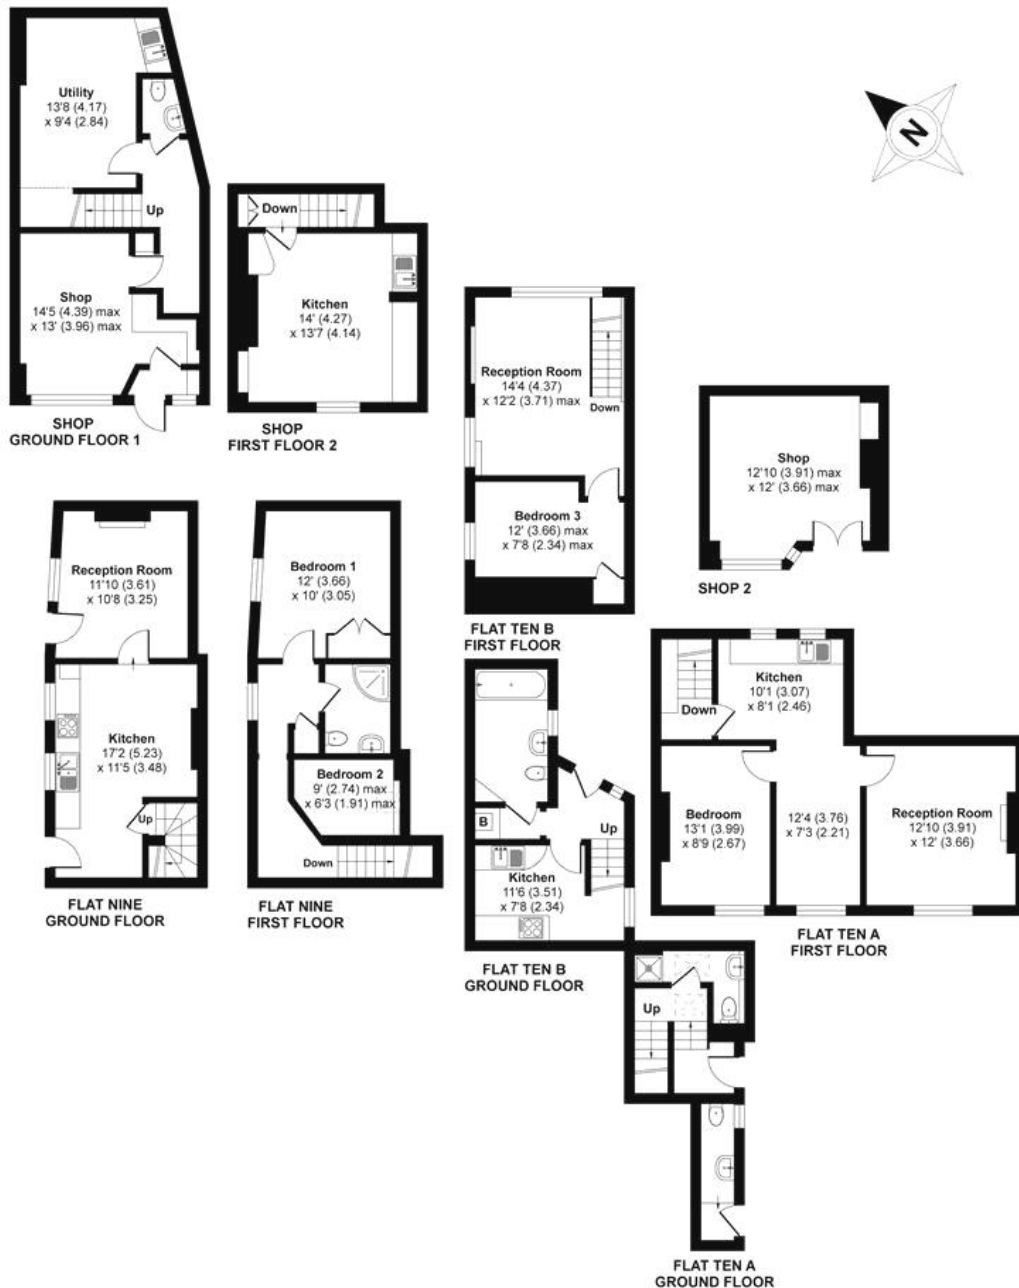 Utility
13'8 (4.17)
x 9'4 (2.84)
Up
Shop
14'5 (4.39) max
x 13' (3.96) max
SHOP
GROUND FLOOR 1
Down
Kitchen
14' (4.27)
x 13'7 (4.14)
SHOP
FIRST FLOOR 2
N
Reception Room
14'4 (4.37)
x 12'2 (3.71) max
Down
Bedroom 3
12' (3.66) max
x 7'8 (2.34) max
FLAT TEN B
FIRST FLOOR
Shop
12'10 (3.91) max
x 12' (3.66) max
SHOP 2
Reception Room
11'10 (3.61)
x 10'8 (3.25)
Kitchen
17'2 (5.23)
x 11'5 (3.48)
Up
FLAT NINE
GROUND FLOOR
Bedroom 1
12' (3.66)
x 10' (3.05)
Bedroom 2
9' (2.74) max
x 6'3 (1.91) max
Down
FLAT NINE
FIRST FLOOR
B
Up
Kitchen
11'6 (3.51)
x 7'8 (2.34)
FLAT TEN B
GROUND FLOOR
Kitchen
10'1 (3.07)
x 8'1 (2.46)
Down
Bedroom
13'1 (3.99)
x 8'9 (2.67)
12'4 (3.76)
x 7'3 (2.21)
Reception Room
12'10 (3.91)
x 12' (3.66)
FLAT TEN A
FIRST FLOOR
Up
FLAT TEN A
GROUND FLOOR